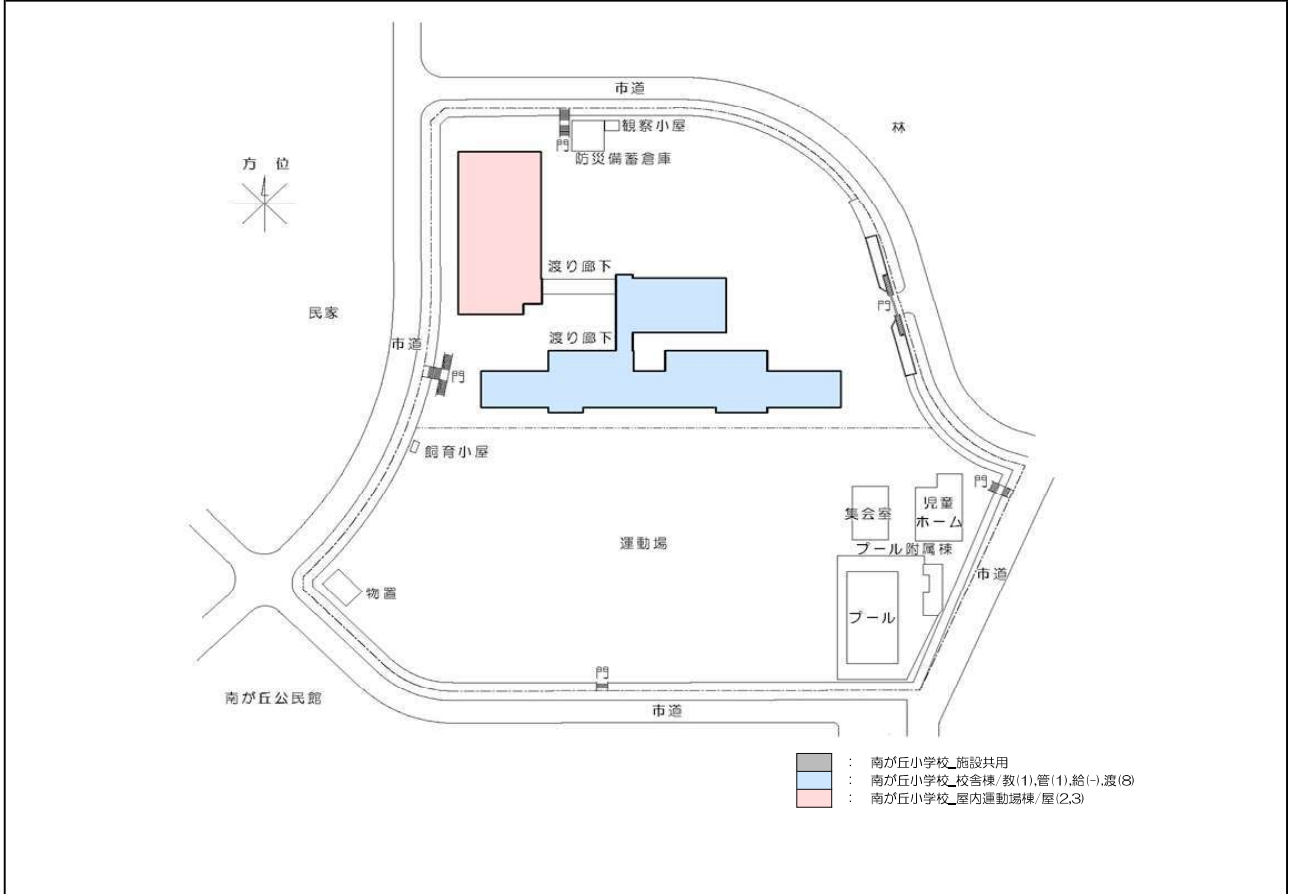 市道
林
観察小屋
門
防災備蓄倉庫
方 位
渡り廊下
門
民家
渡り廊下
市道
門
飼育小屋
門
児童
ホーム
集会室
運動場
プール附属棟
市道
物置
プール
門
南が丘公民館
市道
： 南が丘小学校_施設共用
： 南が丘小学校_校舎棟/教(1),管(1),給(-),渡(8)
： 南が丘小学校_屋内運動場棟/屋(2,3)